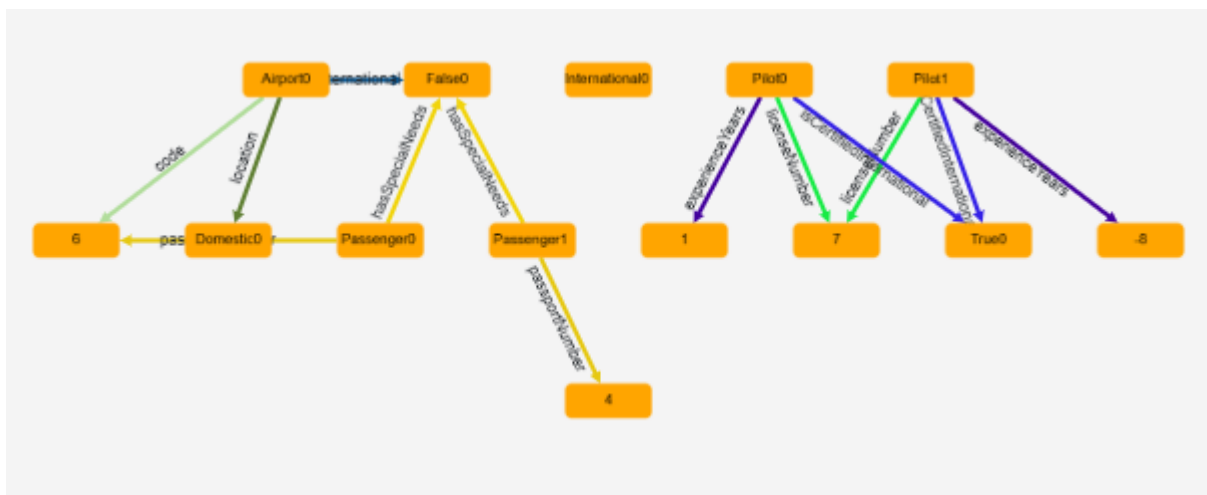 Airport0
ternational
False0
International0
Pilot0
Pilot1
code
location
hasSpecialNeeds
hasSpecialNeeds
experienceYears
licenseNumber
isCertifiedInternational
experienceYears
6
Domestic0
Passenger0
Passenger1
1
7
True0
-8
passportNumber
4